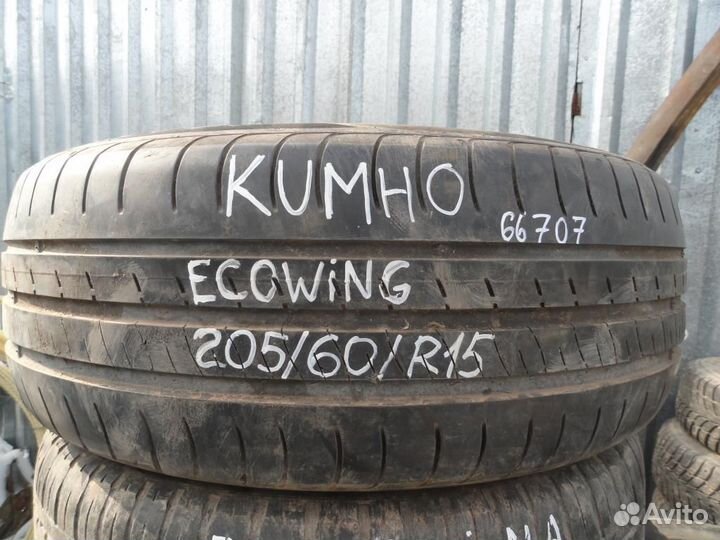 KUMHO
66707
ECOWiNG
205/60/R15
Avito